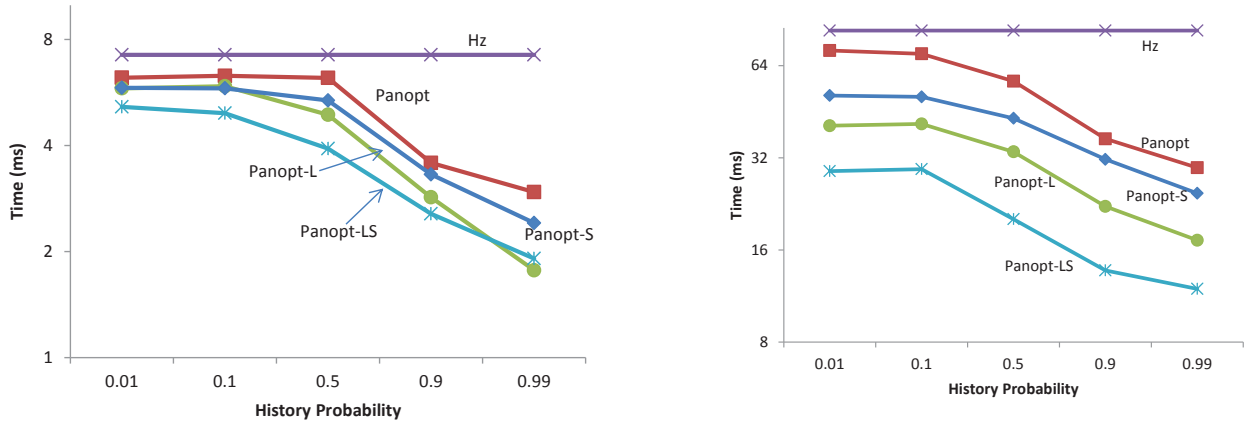 8
4
2
1
Time (ms)
Hz
Panopt
Panopt-L
Panopt-LS
Panopt-S
0.01 0.1 0.5 0.9 0.99
History Probability
64
32
16
8
Time (ms)
Hz
Panopt
Panopt-L
Panopt-S
Panopt-LS
0.01 0.1 0.5 0.9 0.99
History Probability